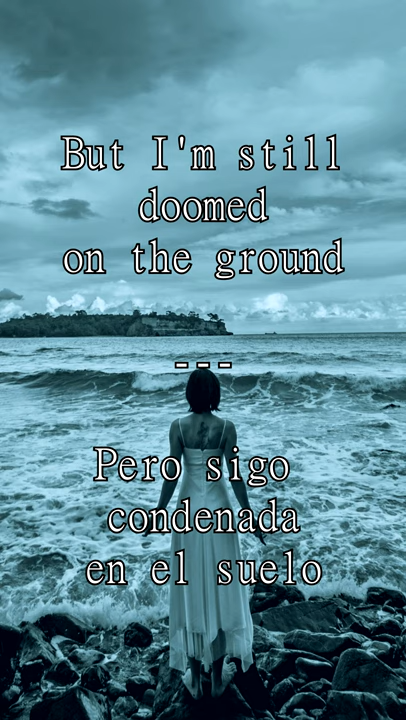 But I'm still
doomed
on the ground
---
Pero sigo
condenada
en el suelo